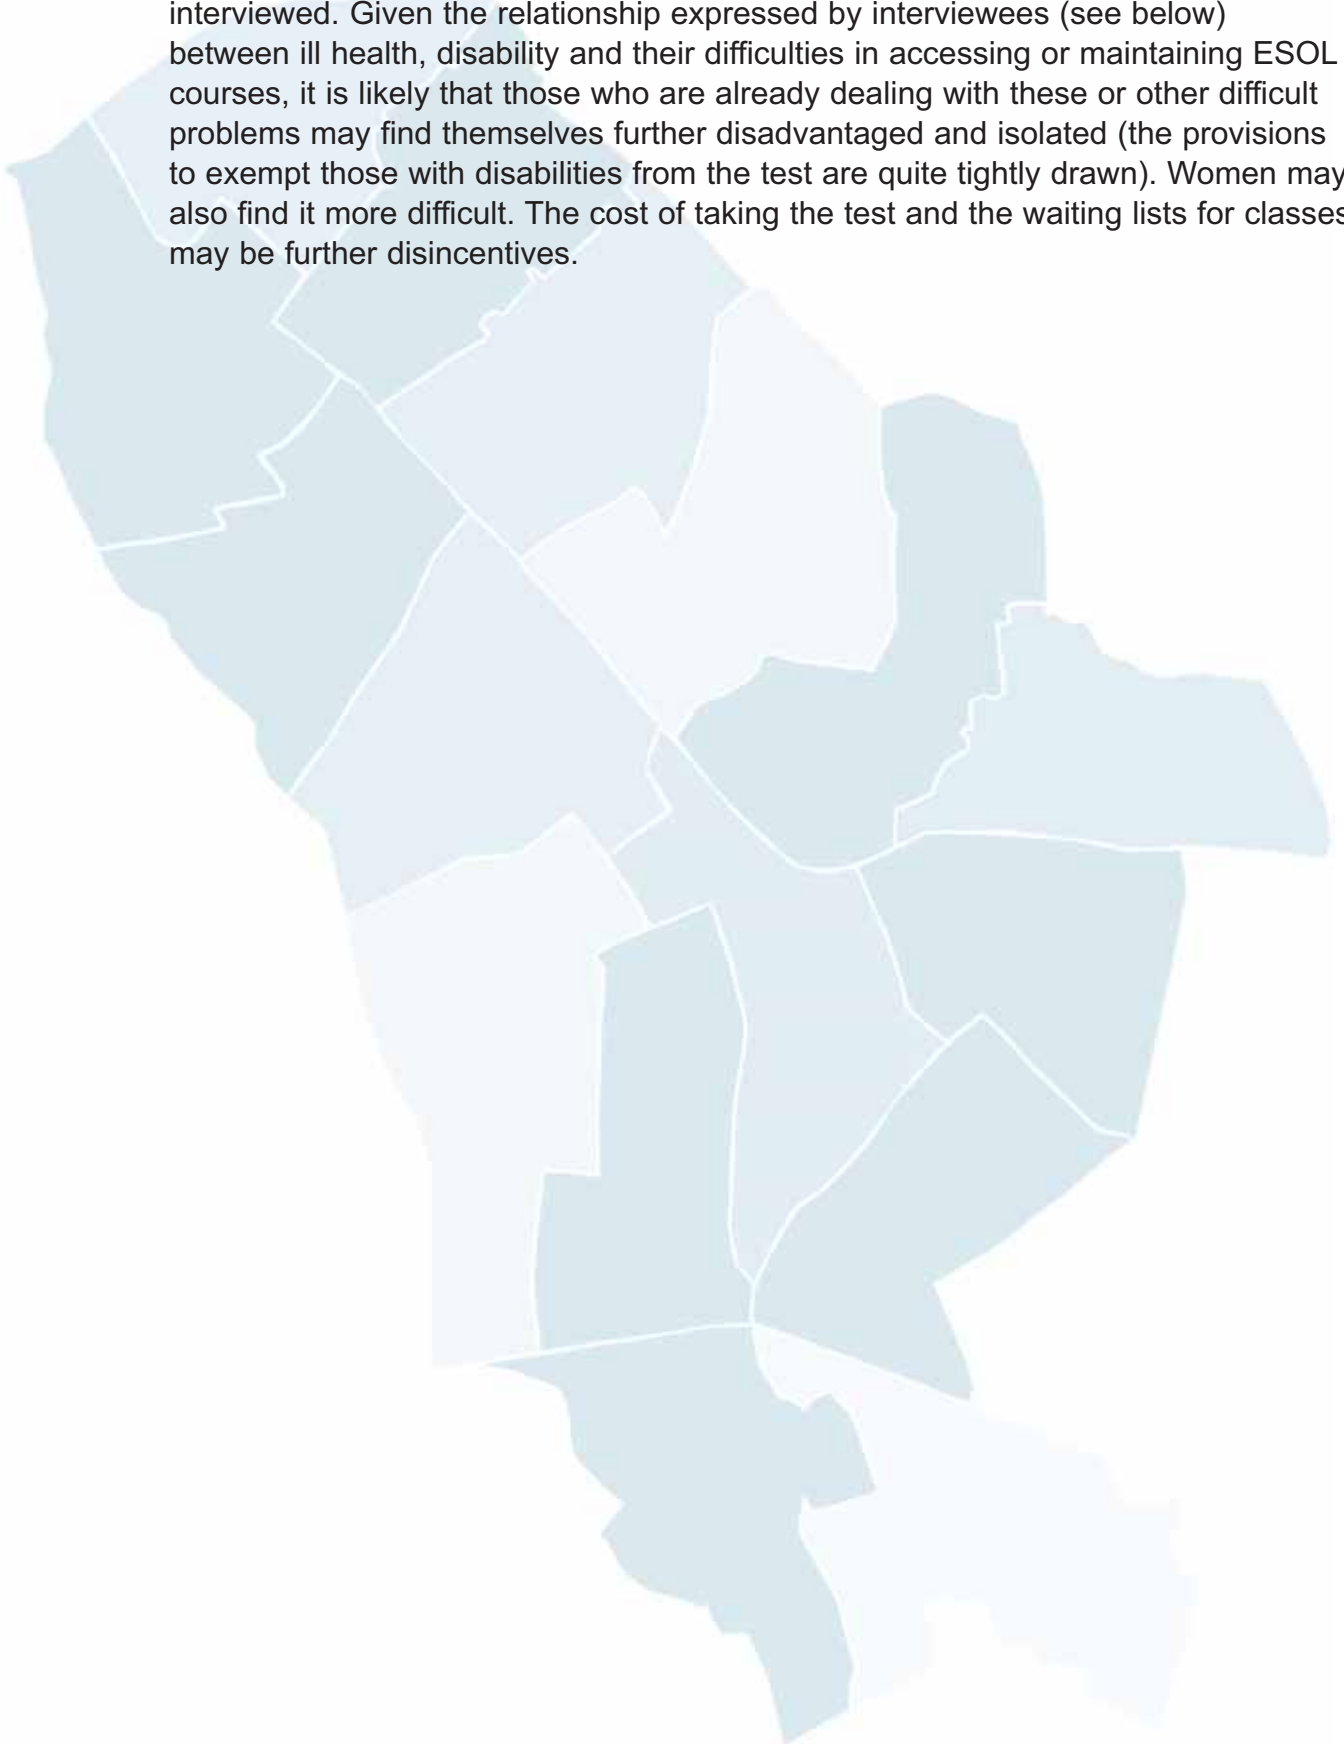 interviewed. Given the relationship expressed by interviewees (see below)
between ill health, disability and their difficulties in accessing or maintaining ESOL
courses, it is likely that those who are already dealing with these or other difficult
problems may find themselves further disadvantaged and isolated (the provisions
to exempt those with disabilities from the test are quite tightly drawn). Women may
also find it more difficult. The cost of taking the test and the waiting lists for classes
may be further disincentives.